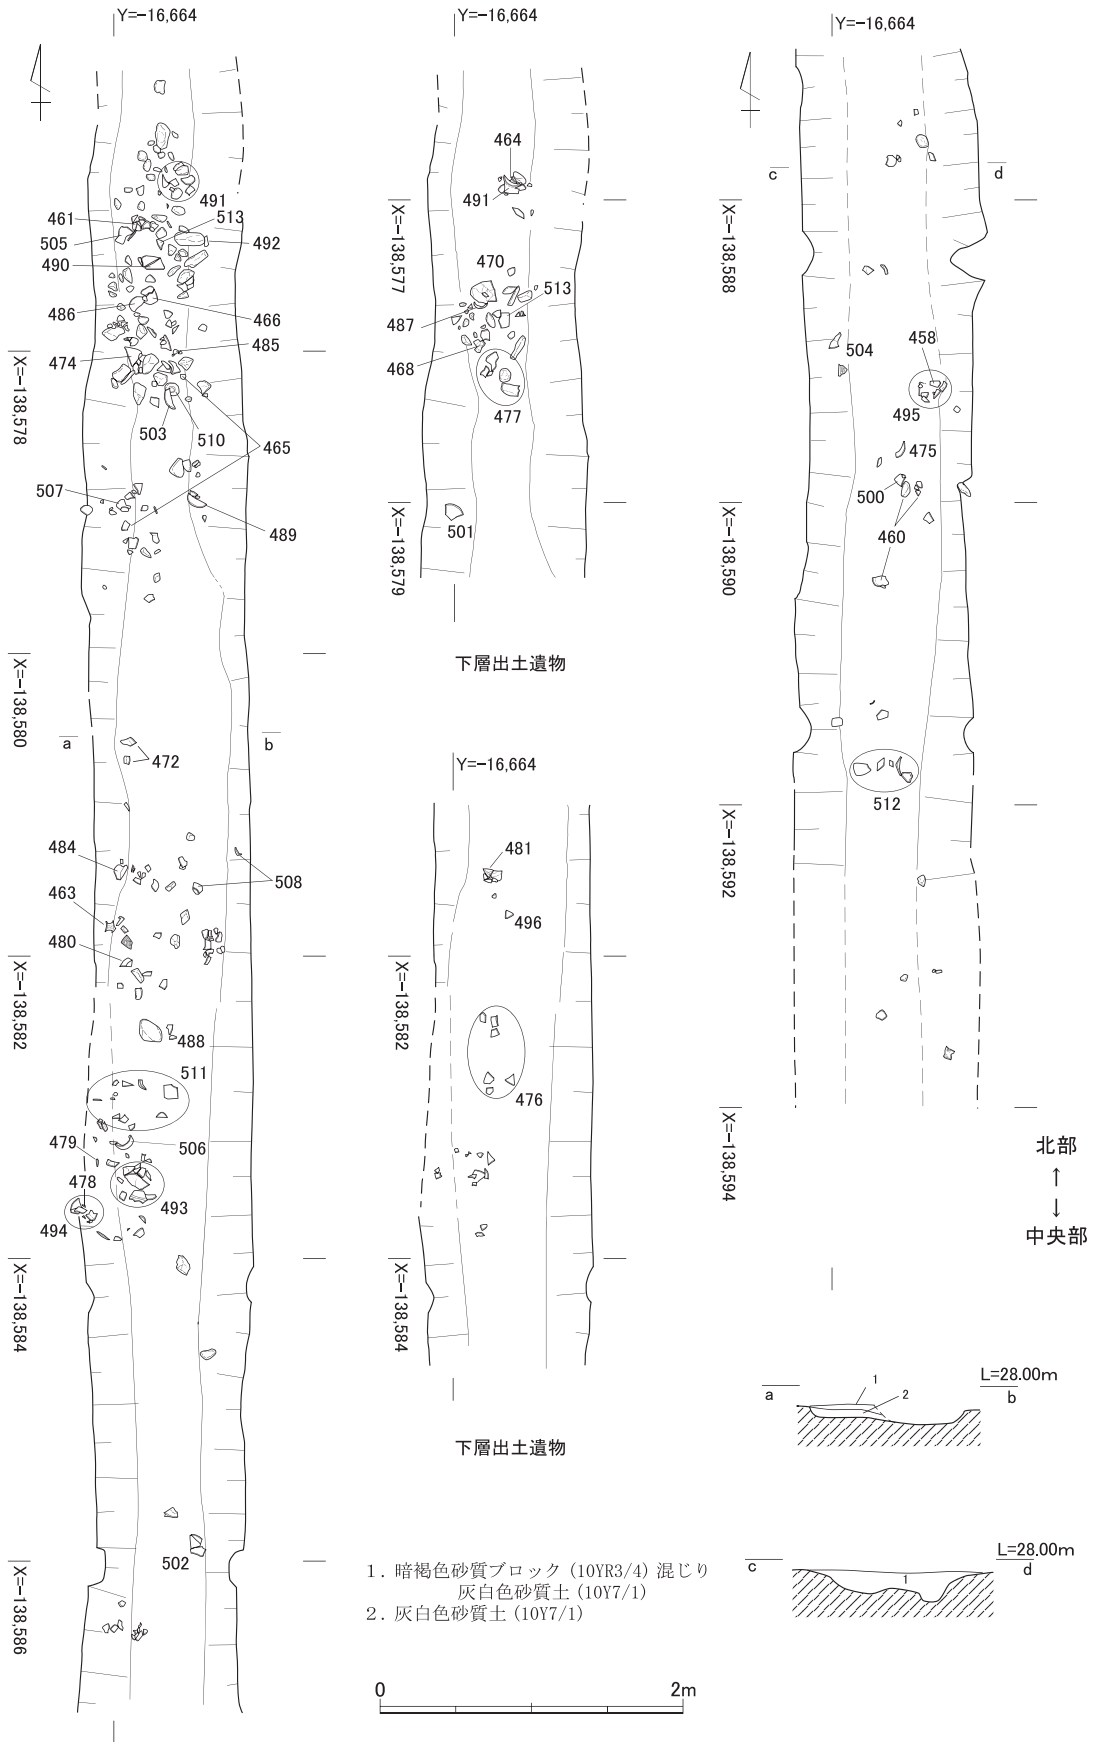 Y=-16,664
491
461
513
505
492
490
486
466
485
474
X=-138,578
503
510
465
507
489
X=-138,580
a
b
472
484
508
463
480
X=-138,582
488
511
479
506
478
493
494
X=-138,584
502
X=-138,586
Y=-16,664
464
491
X=-138,577
470
513
487
468
477
501
X=-138,579
下層出土遺物
Y=-16,664
481
496
X=-138,582
476
X=-138,584
下層出土遺物
1. 暗褐色砂質ブロック (10YR3/4) 混じり
灰白色砂質土 (10Y7/1)
2. 灰白色砂質土 (10Y7/1)
0
2m
Y=-16,664
c
d
X=-138,588
504
458
495
475
500
460
X=-138,590
512
X=-138,592
X=-138,594
北部
↑
↓
中央部
L=28.00m
a
1
2
b
L=28.00m
c
1
d